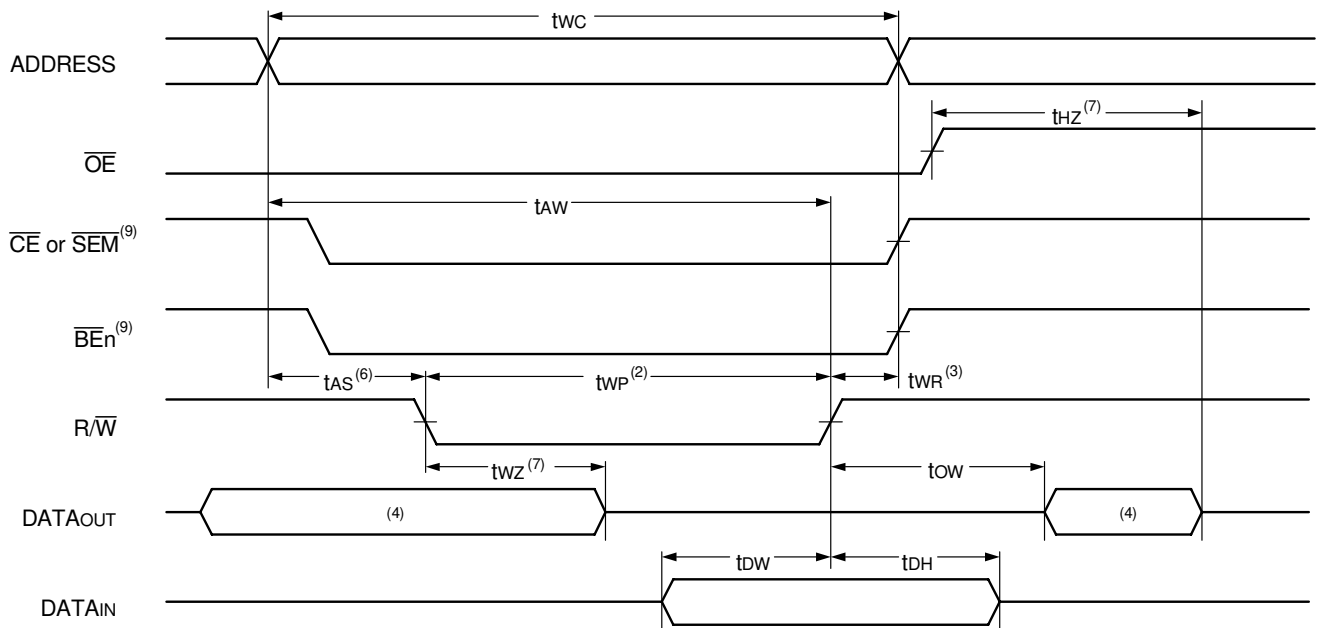 tWC
ADDRESS
tHZ(7)
OE
tAW
CE or SEM(9)
BEn(9)
tAS(6) tWP(2) tWR(3)
R/W
tWZ(7) tOW
DATAOUT (4) (4)
tDW tDH
DATAIN